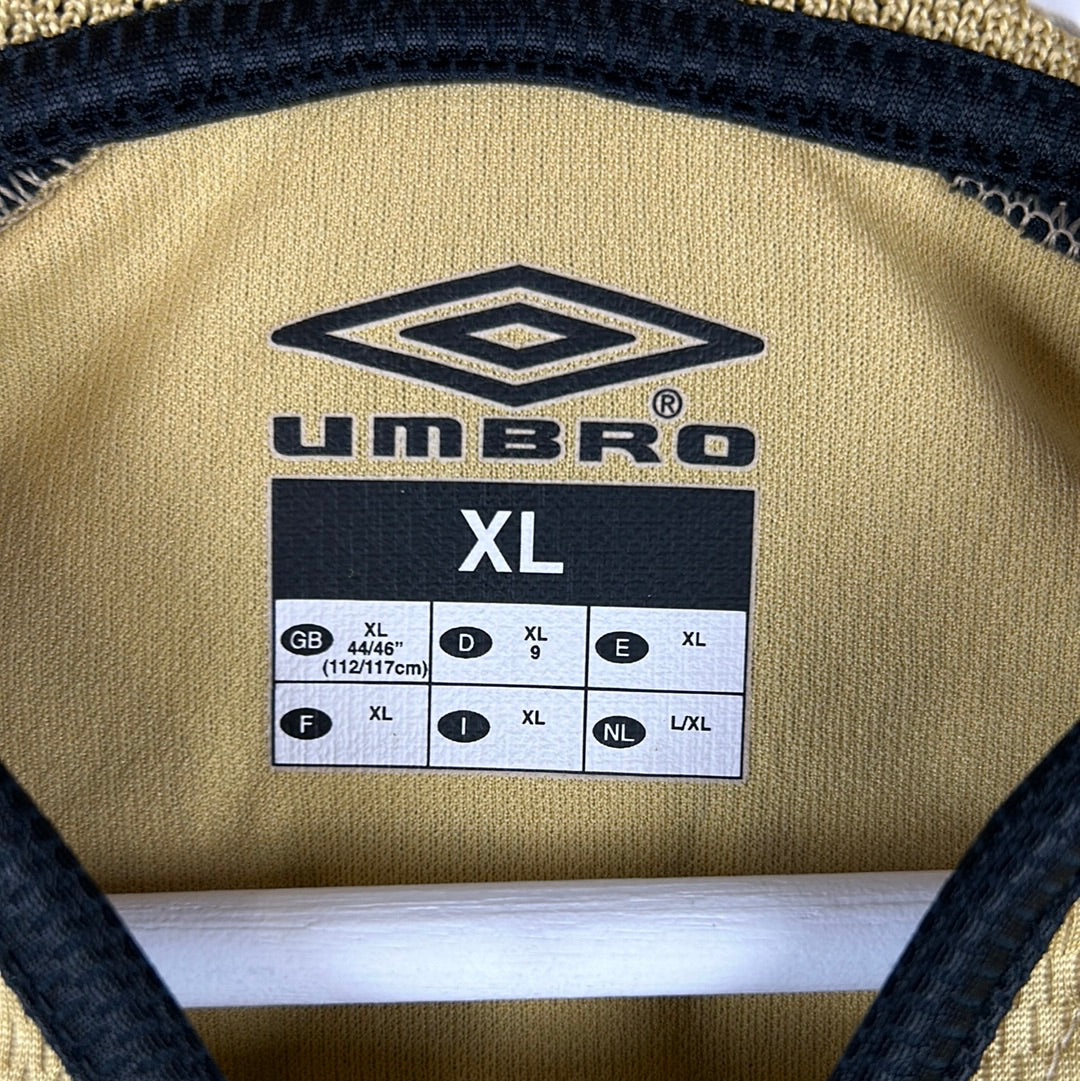 UMBRO®
XL
GB XL
44/46”
(112/117cm)
D XL
9
E XL
F XL
I XL
NL L/XL